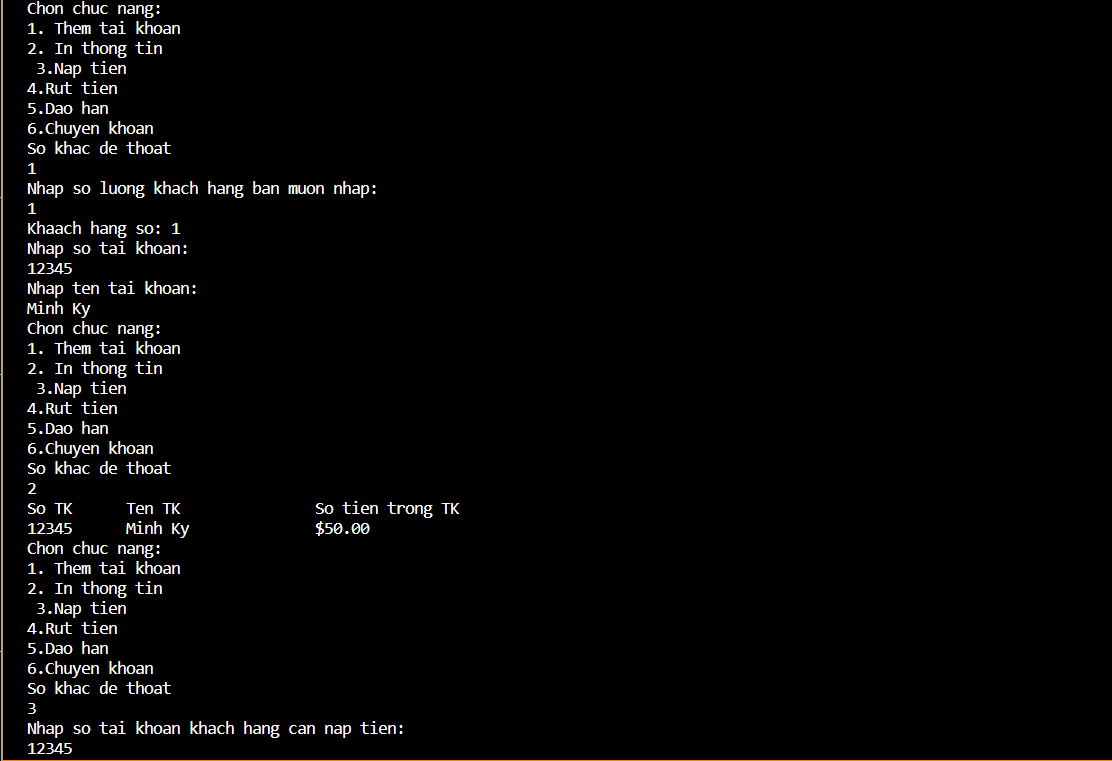 Chon chuc nang:
1. Them tai khoan
2. In thong tin
 3.Nap tien
4.Rut tien
5.Dao han
6.Chuyen khoan
So khac de thoat
1
Nhap so luong khach hang ban muon nhap:
1
Khaach hang so: 1
Nhap so tai khoan:
12345
Nhap ten tai khoan:
Minh Ky
Chon chuc nang:
1. Them tai khoan
2. In thong tin
 3.Nap tien
4.Rut tien
5.Dao han
6.Chuyen khoan
So khac de thoat
2
So TK      Ten TK               So tien trong TK
12345      Minh Ky              $50.00
Chon chuc nang:
1. Them tai khoan
2. In thong tin
 3.Nap tien
4.Rut tien
5.Dao han
6.Chuyen khoan
So khac de thoat
3
Nhap so tai khoan khach hang can nap tien:
12345